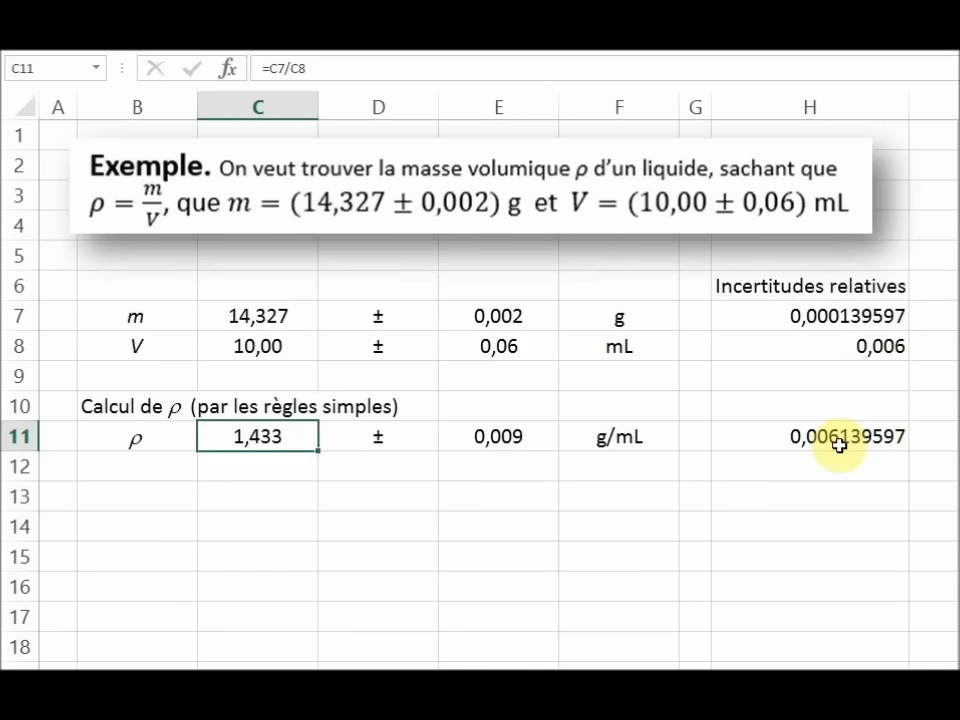 C11 fx =C7/C8
A B C D E F G H
1
2
3
4
5
6
7
8
9
10
11
12
13
14
15
16
17
18
Exemple. On veut trouver la masse volumique ρ d'un liquide, sachant que
ρ = m/V, que m = (14,327 ± 0,002) g et V = (10,00 ± 0,06) mL
Incertitudes relatives
m 14,327 ± 0,002 g 0,000139597
V 10,00 ± 0,06 mL 0,006
Calcul de ρ (par les règles simples)
ρ 1,433 ± 0,009 g/mL 0,006139597